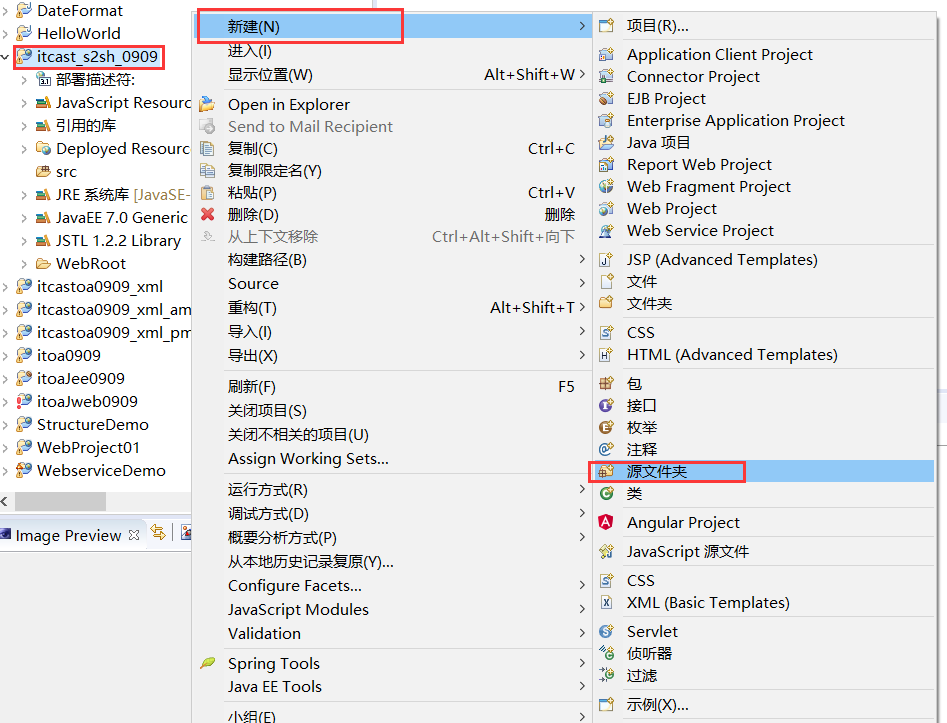 DateFormat
HelloWorld
itcast_s2sh_0909
部署描述符:
JavaScript Resourc
引用的库
Deployed Resourc
src
JRE 系统库 [JavaSE-
JavaEE 7.0 Generic
JSTL 1.2.2 Library
WebRoot
itcastoa0909_xml
itcastoa0909_xml_am
itcastoa0909_xml_pm
itoa0909
itoaJee0909
itoaJweb0909
StructureDemo
WebProject01
WebserviceDemo
Image Preview
新建(N)
进入(I)
显示位置(W) Alt+Shift+W
Open in Explorer
Send to Mail Recipient
复制(C) Ctrl+C
复制限定名(Y)
粘贴(P) Ctrl+V
删除(D) 删除
从上下文移除 Ctrl+Alt+Shift+向下
构建路径(B)
Source
重构(T) Alt+Shift+T
导入(I)
导出(X)
刷新(F) F5
关闭项目(S)
关闭不相关的项目(U)
Assign Working Sets...
运行方式(R)
调试方式(D)
概要分析方式(P)
从本地历史记录复原(Y)...
Configure Facets...
JavaScript Modules
Validation
Spring Tools
Java EE Tools
小组(E)
项目(R)...
Application Client Project
Connector Project
EJB Project
Enterprise Application Project
Java 项目
Report Web Project
Web Fragment Project
Web Project
Web Service Project
JSP (Advanced Templates)
文件
文件夹
CSS
HTML (Advanced Templates)
包
接口
枚举
注释
源文件夹
类
Angular Project
JavaScript 源文件
CSS
XML (Basic Templates)
Servlet
侦听器
过滤
示例(X)...